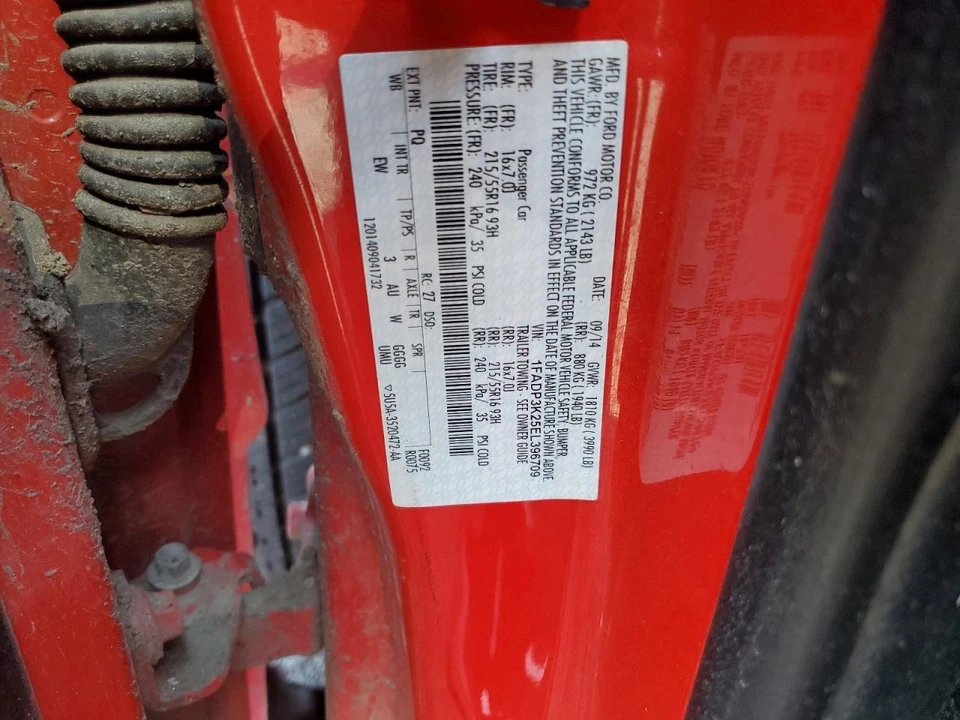 MFD. BY FORD MOTOR CO. DATE: 09/14 GVWR: 1810 KG ( 3990 LB)
GAWR: (FR): 972 KG ( 2143 LB) (RR): 880 KG ( 1940 LB
THIS VEHICLE CONFORMS TO ALL APPLICABLE FEDERAL MOTOR VEHICLE SAFETY, BUMPER,
AND THEFT PREVENTION STANDARDS IN EFFECT ON THE DATE OF MANUFACTURE SHOWN ABOVE.
VIN: 1FADP3K25EL396709
TYPE: Passenger Car TRAILER TOWING - SEE OWNER GUIDE
RIM: (FR): 16x7.0J (RR): 16x7.0J
TIRE: (FR): 215/55R16 93H (RR): 215/55R16 93H
PRESSURE: (FR): 240 kPa/ 35 PSI COLD (RR): 240 kPa/ 35 PSI COLD
RC: 27 DSO: F0092
EXT PNT: PQ R0075
WB INT TR TP/PS R AXLE TR SPR
EW 3 AU W GGGG
1201409041732 UMU ▽5U5A-3520472-AA